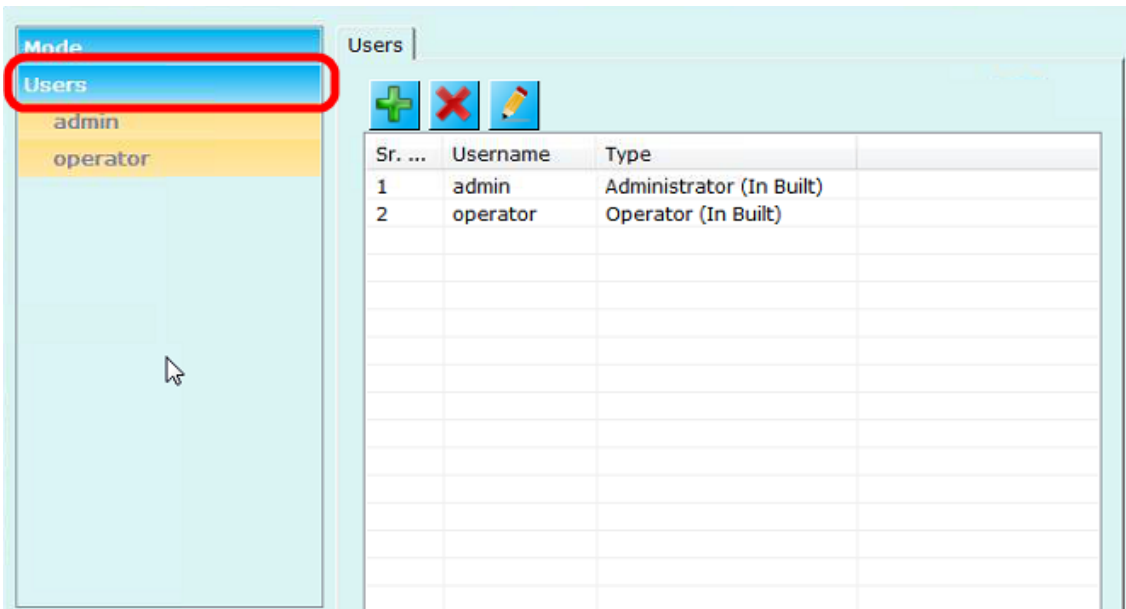 Mode
Users
admin
operator
Users
Sr. ... Username Type
1 admin Administrator (In Built)
2 operator Operator (In Built)